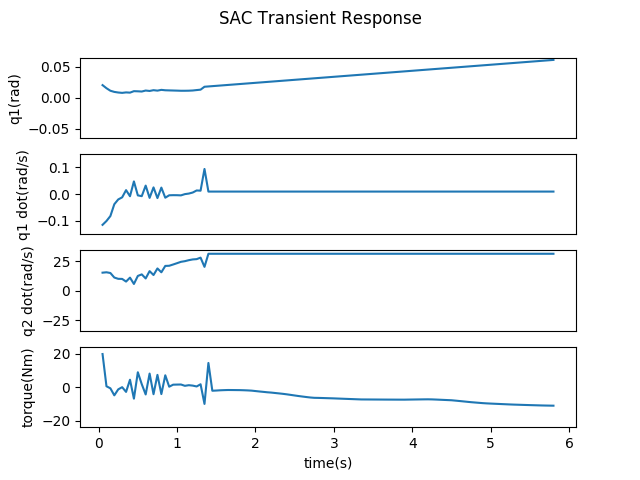 SAC Transient Response
q1(rad)
0.05
0.00
−0.05
q1 dot(rad/s)
0.1
0.0
−0.1
q2 dot(rad/s)
25
0
−25
torque(Nm)
20
0
−20
0 1 2 3 4 5 6
time(s)